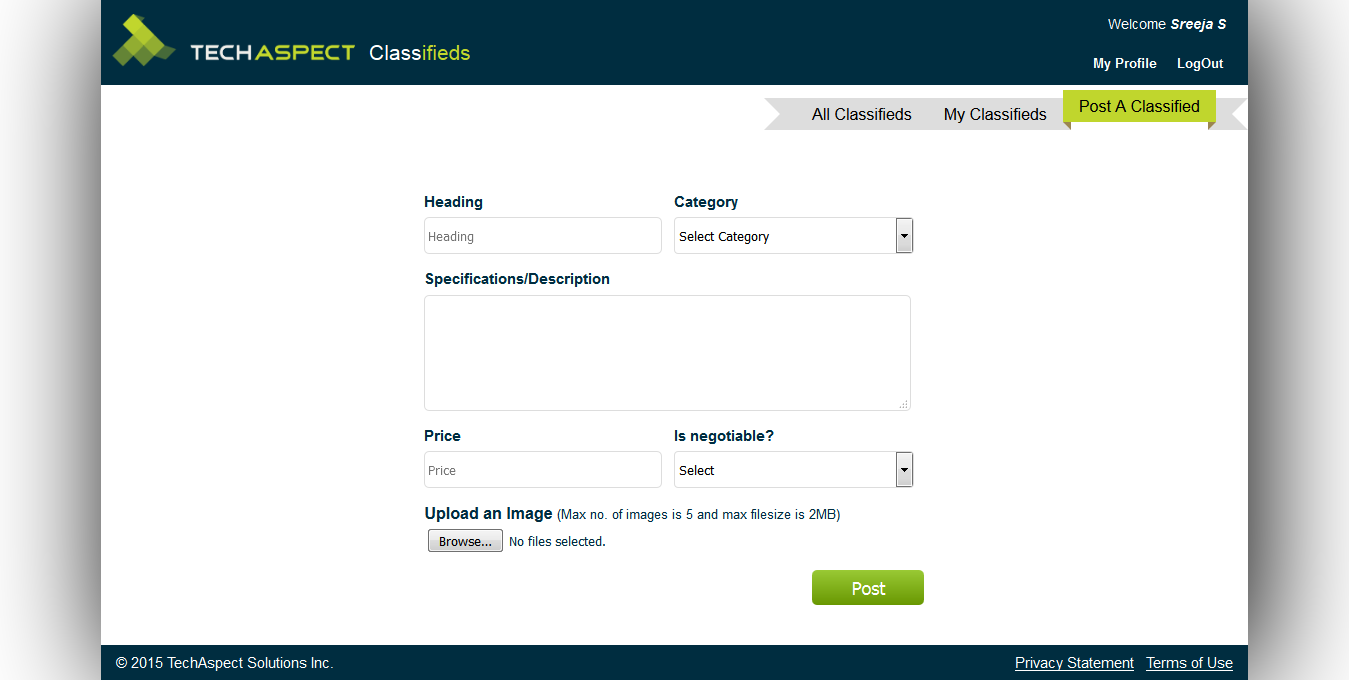 Welcome Sreeja S
TECHASPECT Classifieds
My Profile LogOut
All Classifieds My Classifieds Post A Classified
Heading Category
Heading Select Category
Specifications/Description
Price Is negotiable?
Price Select
Upload an Image (Max no. of images is 5 and max filesize is 2MB)
Browse... No files selected.
Post
© 2015 TechAspect Solutions Inc. Privacy Statement Terms of Use